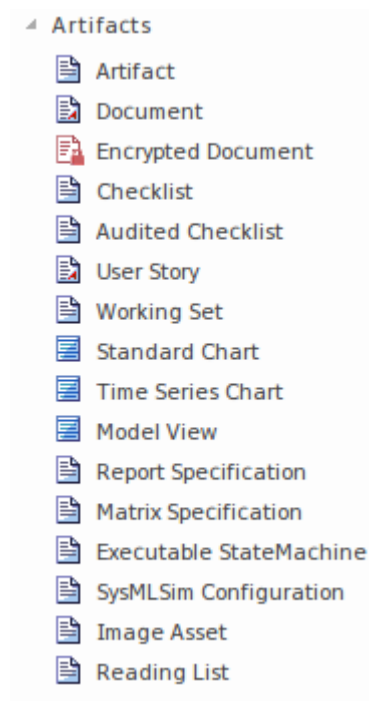 Artifacts
Artifact
Document
Encrypted Document
Checklist
Audited Checklist
User Story
Working Set
Standard Chart
Time Series Chart
Model View
Report Specification
Matrix Specification
Executable StateMachine
SysMLSim Configuration
Image Asset
Reading List